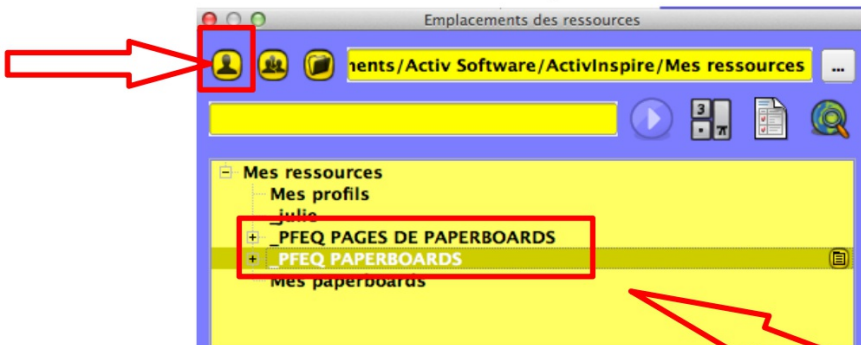 Emplacements des ressources
nents/Activ Software/ActivInspire/Mes ressources ...
Mes ressources
Mes profils
_julie
_PFEQ PAGES DE PAPERBOARDS
_PFEQ PAPERBOARDS
Mes paperboards